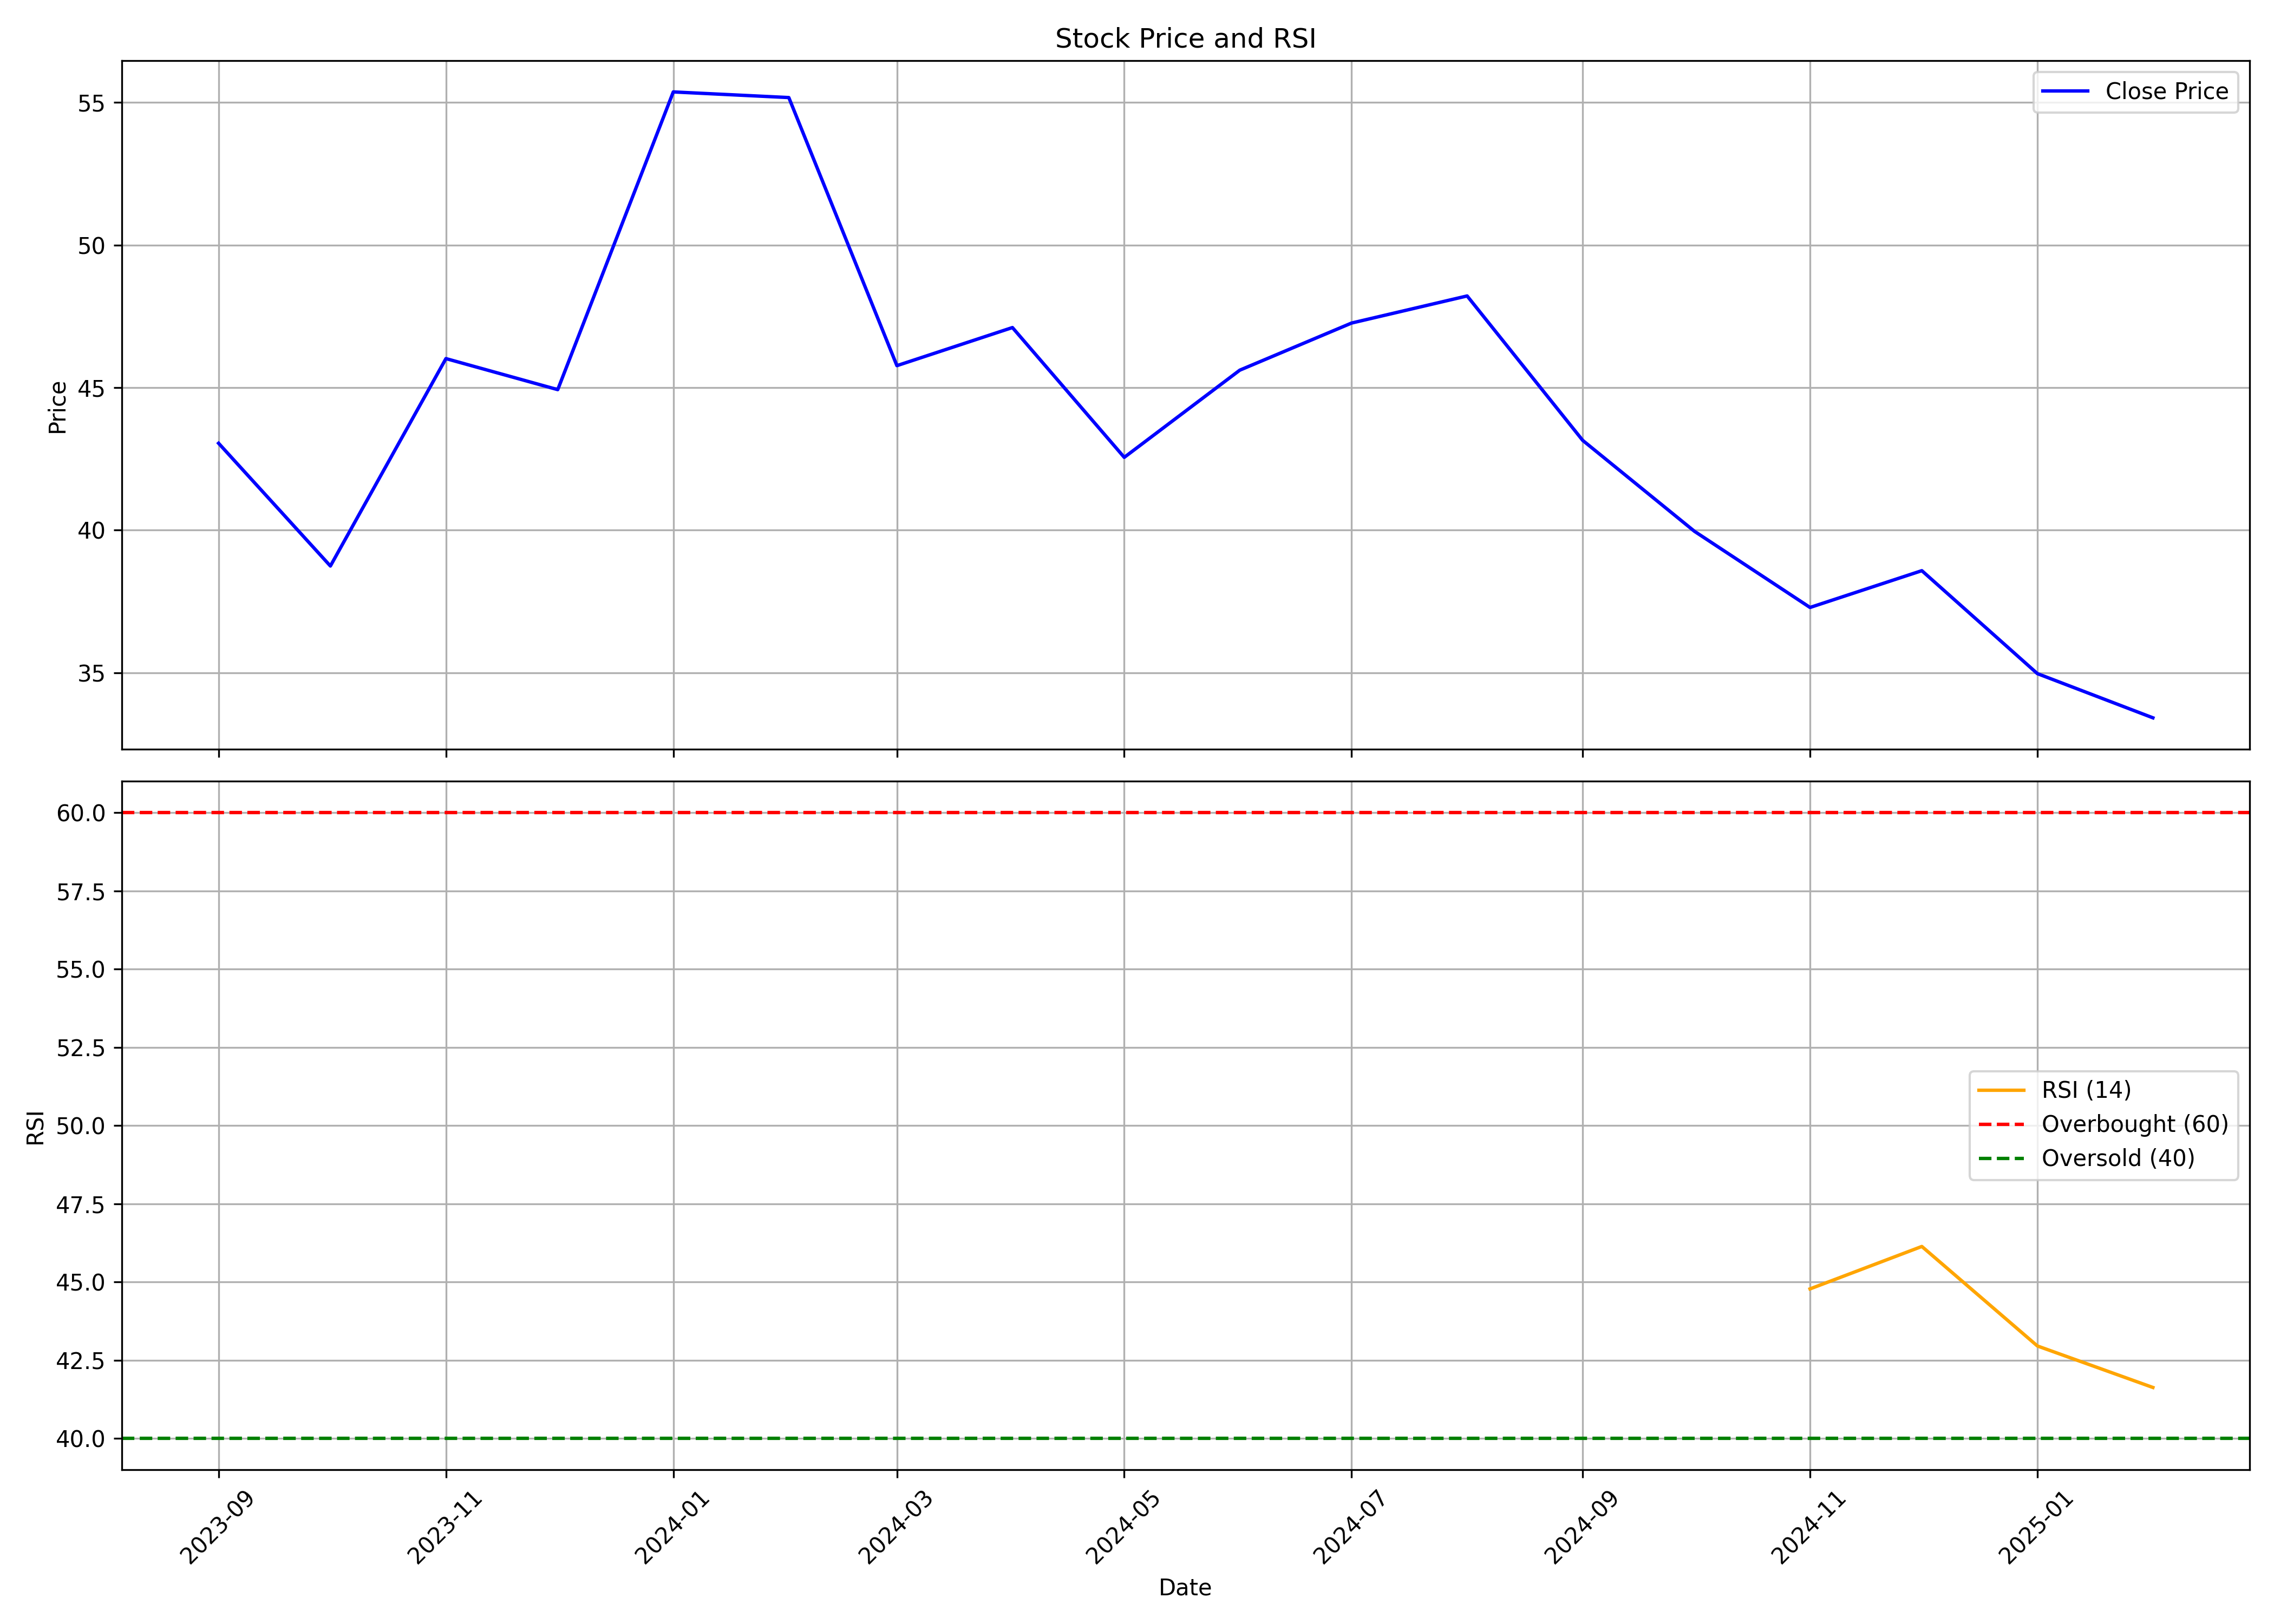 Stock Price and RSI
Close Price
Price
55
50
45
40
35
RSI
60.0
57.5
55.0
52.5
50.0
47.5
45.0
42.5
40.0
RSI (14)
Overbought (60)
Oversold (40)
2023-09
2023-11
2024-01
2024-03
2024-05
2024-07
2024-09
2024-11
2025-01
Date